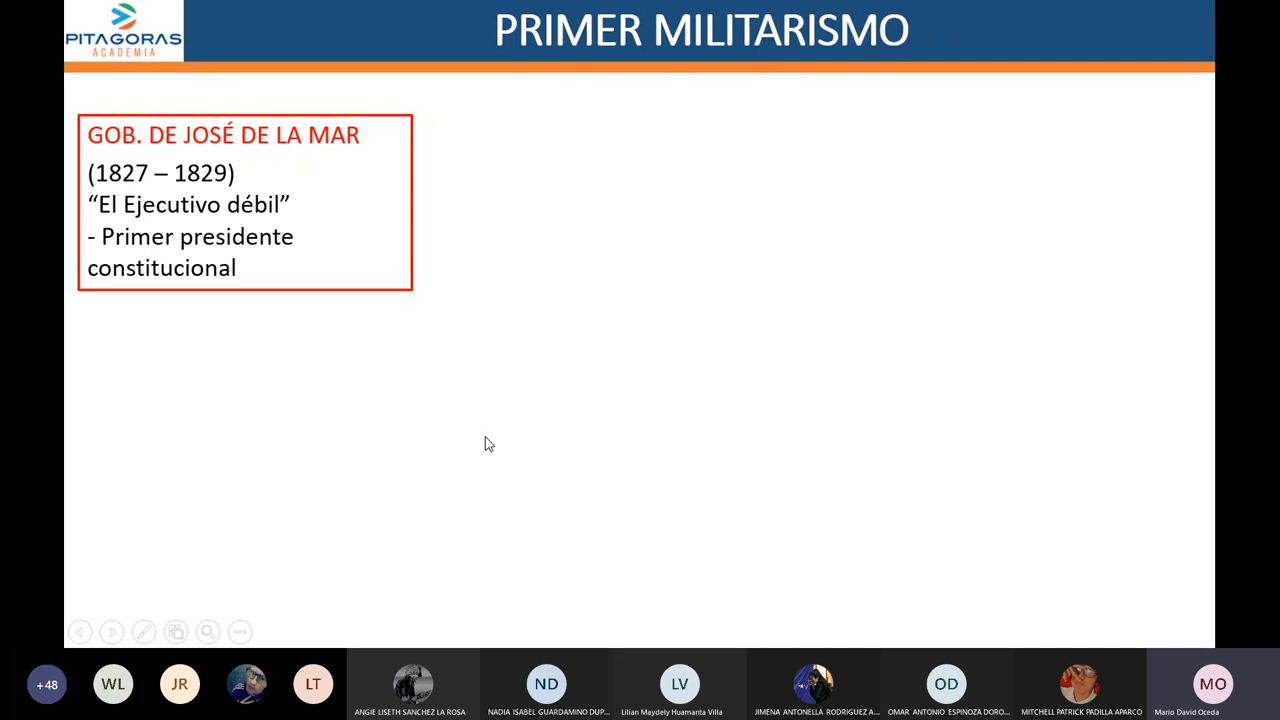 PITAGORAS
ACADEMIA
PRIMER MILITARISMO
GOB. DE JOSÉ DE LA MAR
(1827 – 1829)
“El Ejecutivo débil”
- Primer presidente
constitucional
+48
WL
JR
LT
ANGIE LISETH SANCHEZ LA ROSA
ND
NADIA ISABEL GUARDAMINO DUP...
LV
Lilian Maydely Huamanta Villa
JIMENA ANTONELLA RODRIGUEZ A...
OD
OMAR ANTONIO ESPINOZA DORO...
MITCHELL PATRICK PADILLA APARCO
MO
Mario David Oceda